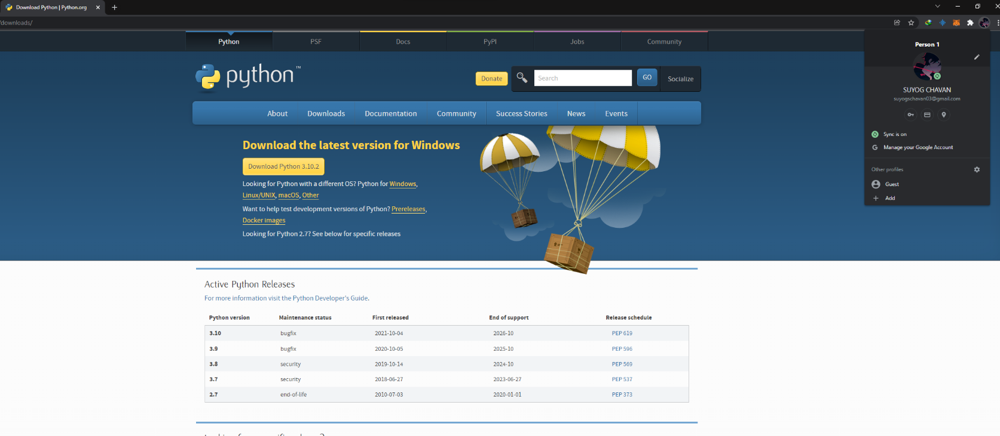 Download Python | Python.org
/downloads/
Python PSF Docs PyPI Jobs Community
python™
Donate Search GO Socialize
About Downloads Documentation Community Success Stories News Events
Download the latest version for Windows
Download Python 3.10.2
Looking for Python with a different OS? Python for Windows,
Linux/UNIX, macOS, Other
Want to help test development versions of Python? Prereleases,
Docker images
Looking for Python 2.7? See below for specific releases
Person 1
SUYOG CHAVAN
suyogschavan03@gmail.com
Sync is on
G Manage your Google Account
Other profiles
Guest
Add
Active Python Releases
For more information visit the Python Developer's Guide.
Python version Maintenance status First released End of support Release schedule
3.10 bugfix 2021-10-04 2026-10 PEP 619
3.9 bugfix 2020-10-05 2025-10 PEP 596
3.8 security 2019-10-14 2024-10 PEP 569
3.7 security 2018-06-27 2023-06-27 PEP 537
2.7 end-of-life 2010-07-03 2020-01-01 PEP 373